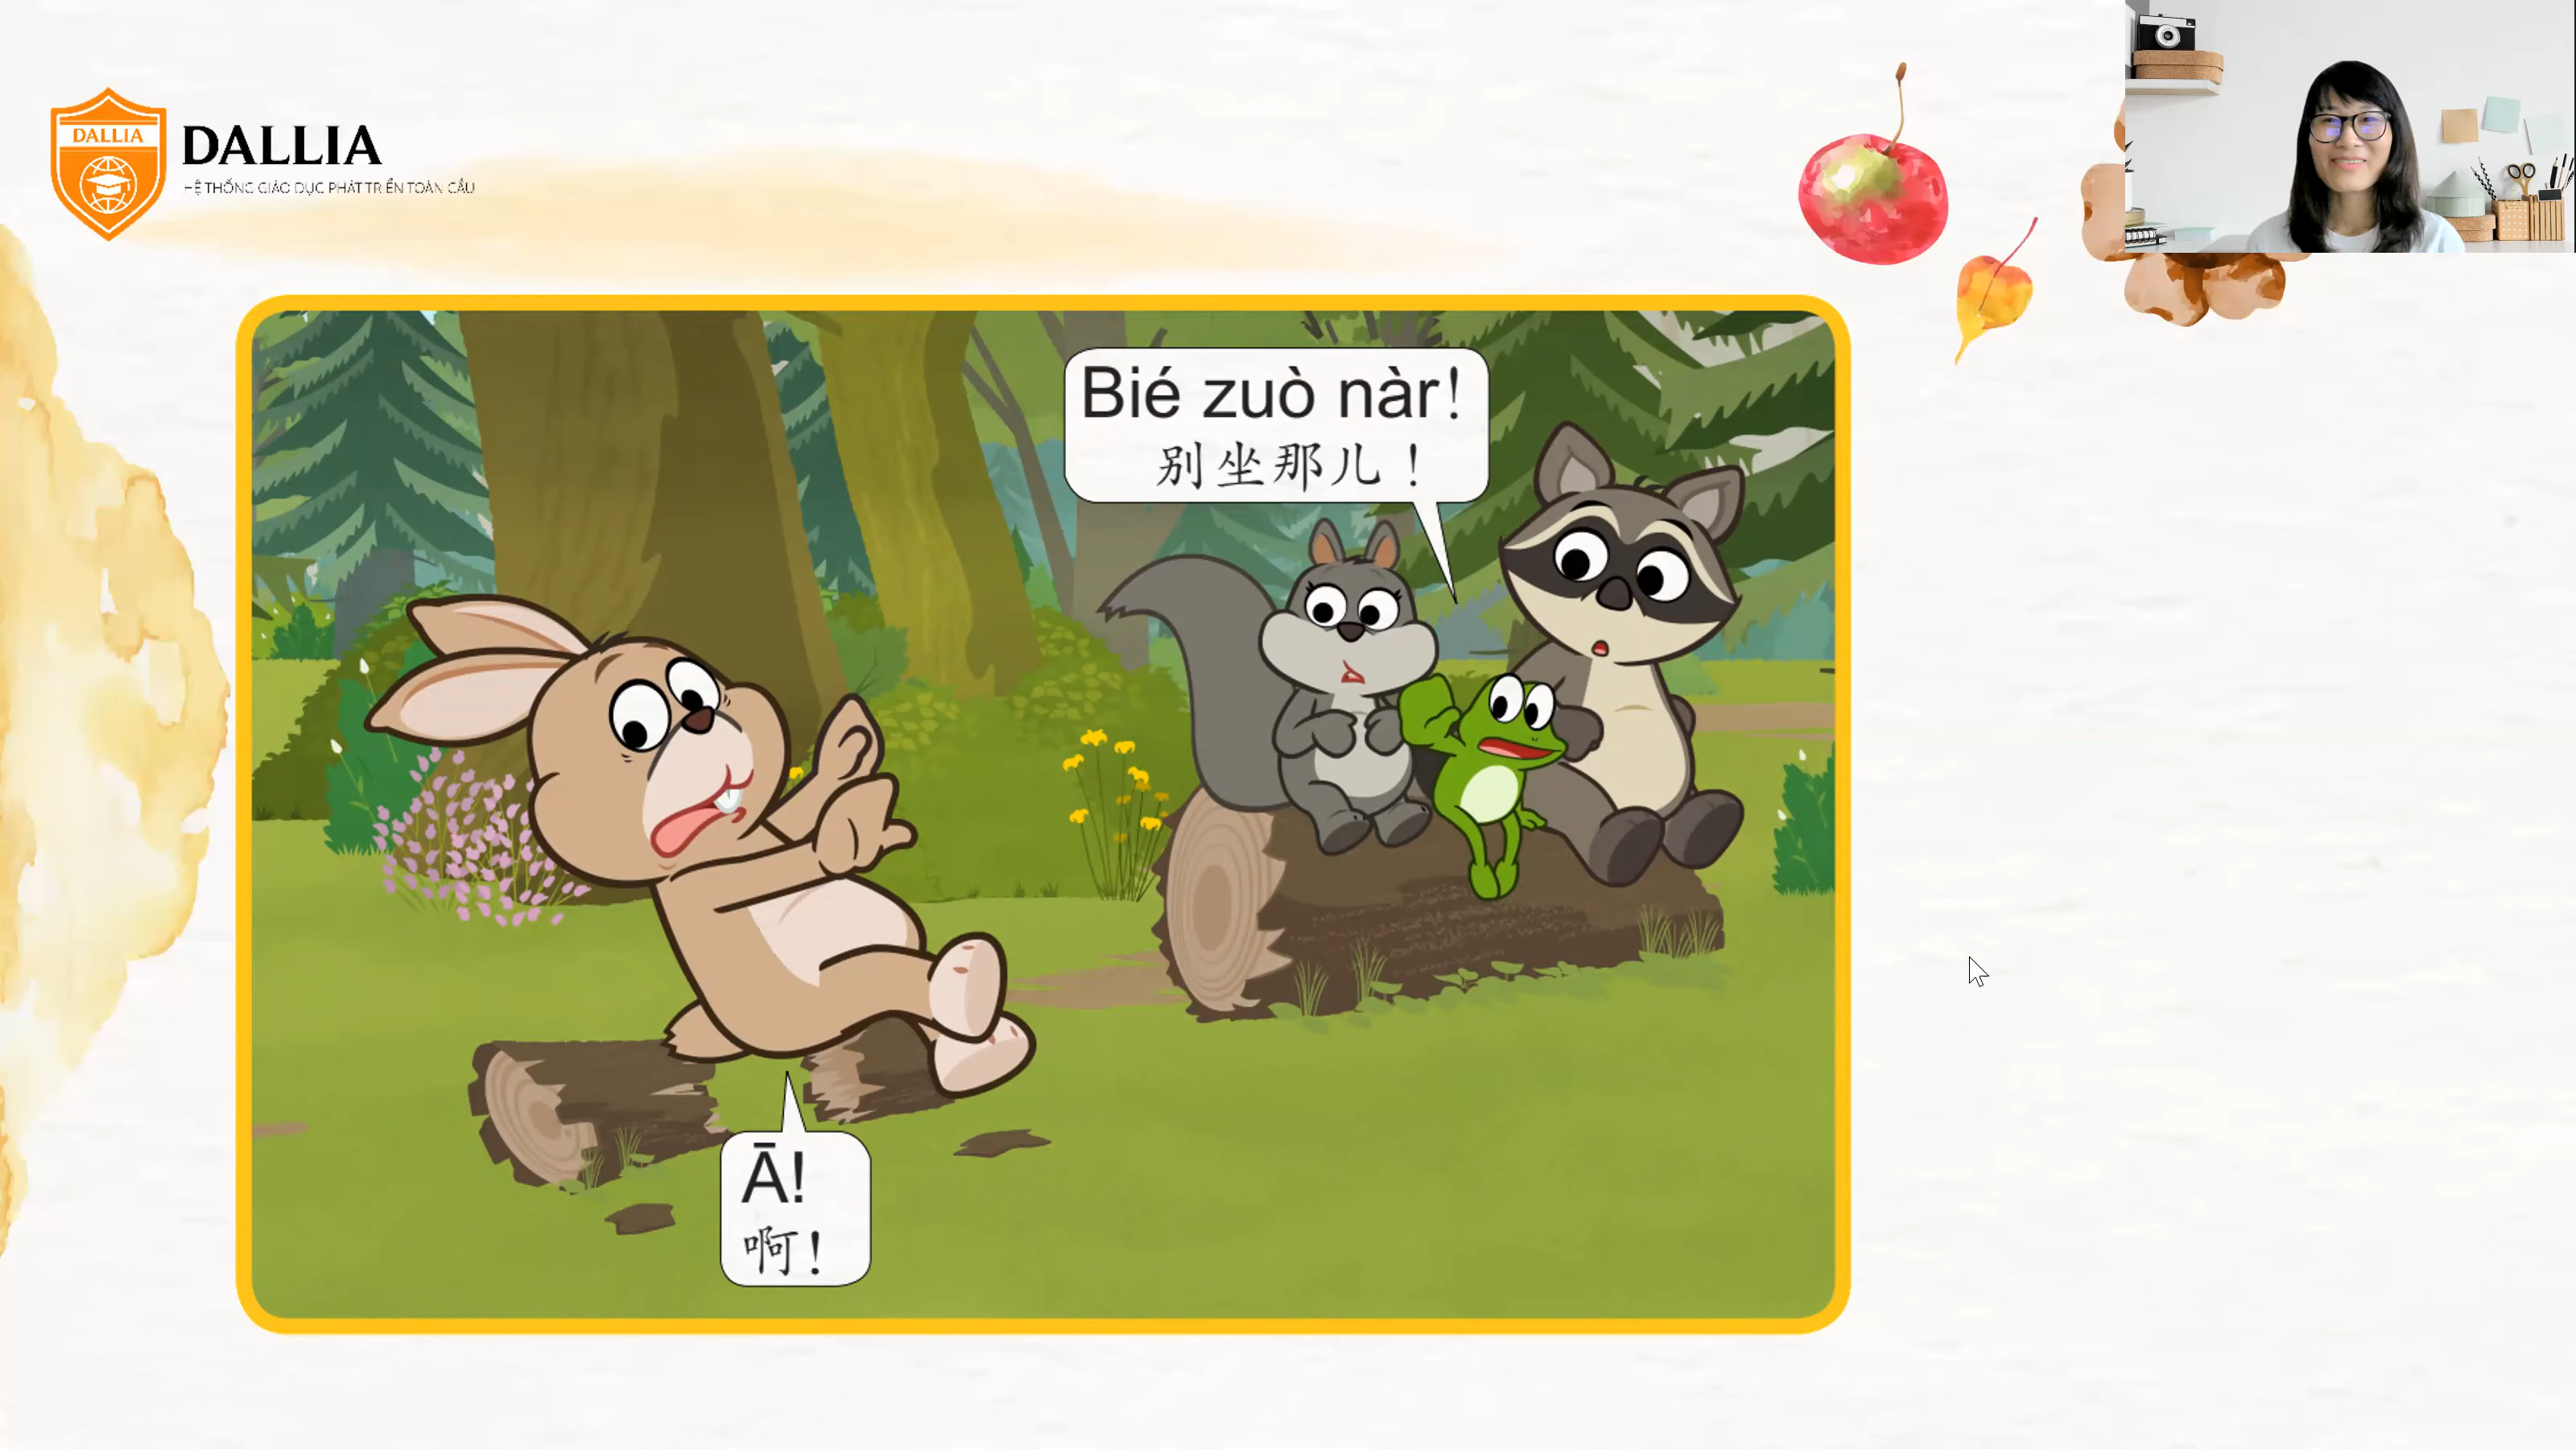 DALLIA
DALLIA
HỆ THỐNG GIÁO DỤC PHÁT TRIỂN TOÀN CẦU
Bié zuò nàr!
别坐那儿！
Ā!
啊！